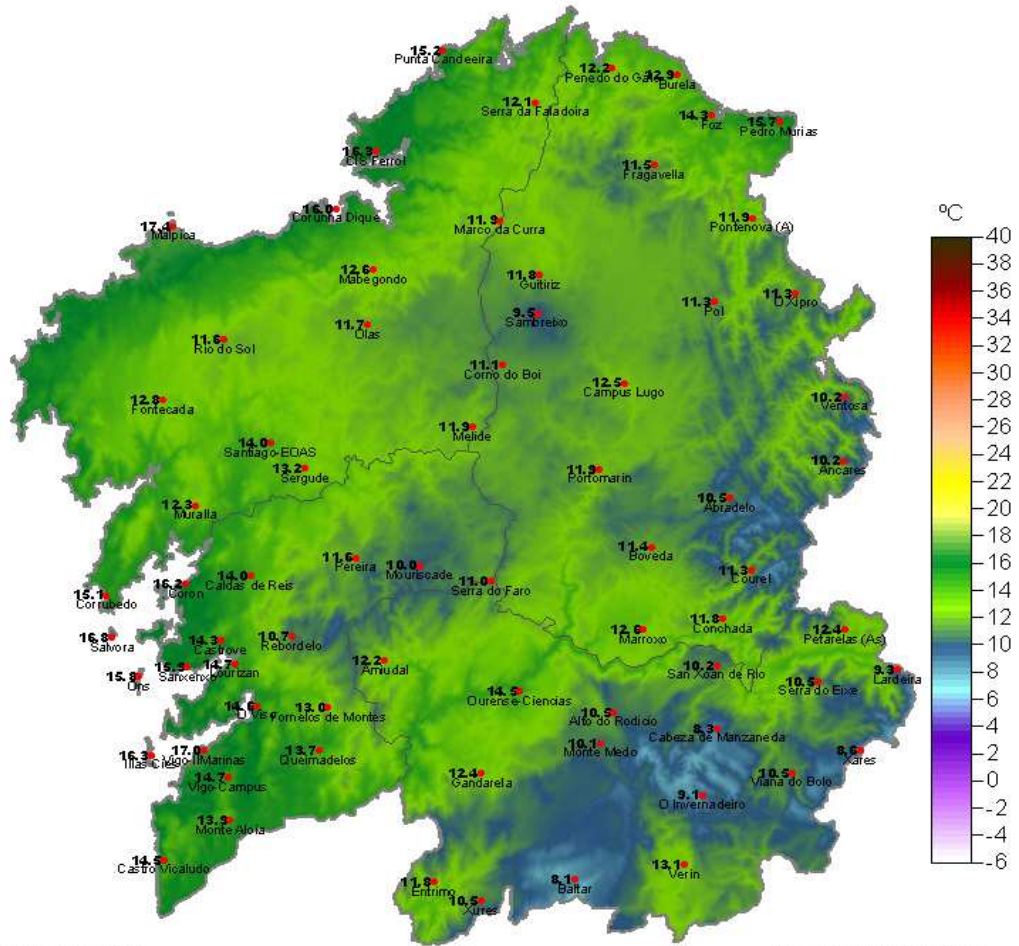 15.2
Punta Candeeira
12.2
Penedo do Galo
12.9
Burela
12.1
Serra da Faladoira
14.3
Foz
15.7
Pedro Murias
16.3
CIS Ferrol
11.5
Fragavella
16.0
Corunha Dique
17.4
Malpica
11.9
Marco da Curra
11.9
Pontenova (A)
ºC
12.6
Mabegondo
11.8
Guitiriz
11.3
Pol
11.3
O Xipro
9.5
Sambreixo
11.7
Olas
11.6
Rio do Sol
11.1
Corno do Boi
12.5
Campus Lugo
12.8
Fontecada
10.2
Ventosa
11.9
Melide
14.0
Santiago-EOAS
13.2
Sergude
11.9
Portomarin
10.2
Ancares
12.3
Muralla
10.5
Abradelo
11.6
Pereira
10.0
Mouriscade
11.4
Boveda
11.0
Serra do Faro
11.3
Courel
16.2
Coron
14.0
Caldas de Reis
15.1
Corrubedo
16.8
Salvora
14.3
Castrove
10.7
Rebordelo
12.6
Marroxo
11.8
Conchada
12.4
Petarelas (As)
15.9
Sanxenxo
14.7
Lourizan
12.2
Amiudal
10.2
San Xoan de Rio
9.3
Lardeira
15.8
Ons
10.5
Serra do Eixe
14.5
Ourense-Ciencias
14.6
O Viso
13.0
Fornelos de Montes
10.5
Alto do Rodicio
8.3
Cabeza de Manzaneda
16.3
Illas Cies
17.0
Vigo-IIMarinas
13.7
Queimadelos
10.1
Monte Medo
8.6
Xares
14.7
Vigo-Campus
12.4
Gandarela
10.5
Viana do Bolo
9.1
O Invernadeiro
13.9
Monte Aloia
14.5
Castro Vicaludo
11.8
Entrimo
8.1
Baltar
13.1
Verin
10.5
Xures
40
38
36
34
32
30
28
26
24
22
20
18
16
14
12
10
8
6
4
2
0
-2
-4
-6